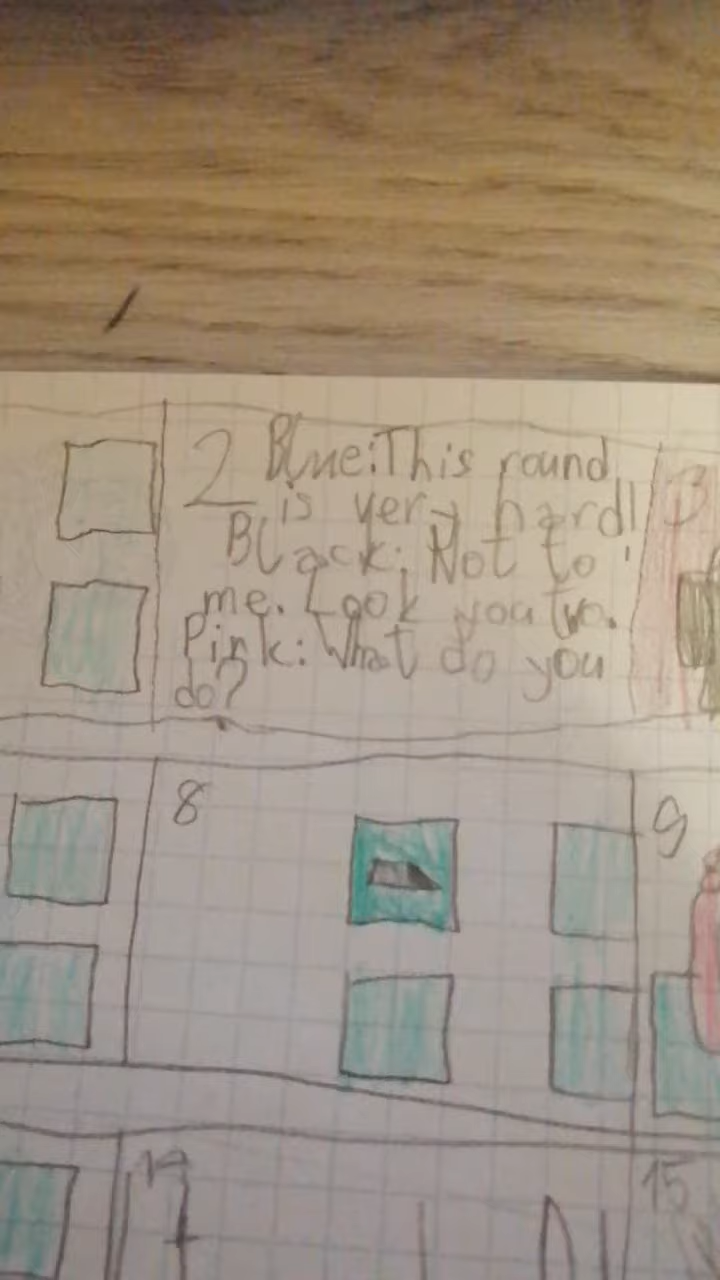 2 Blue: This round
is very hard!
Black: Not to
me. Look you two.
Pink: What do you
do?
3
8
9
15